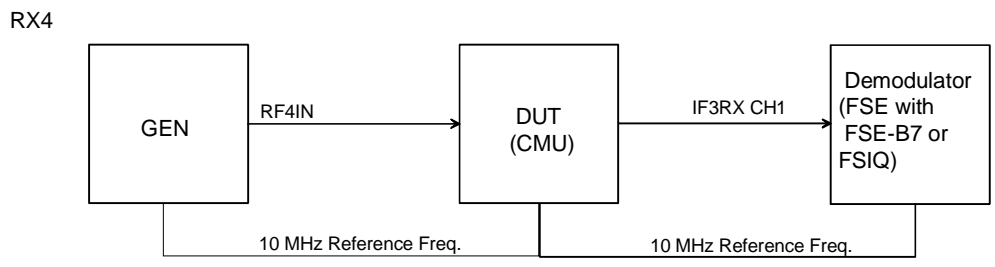 RX4
GEN
RF4IN
DUT
(CMU)
IF3RX CH1
Demodulator
(FSE with
FSE-B7 or
FSIQ)
10 MHz Reference Freq.
10 MHz Reference Freq.